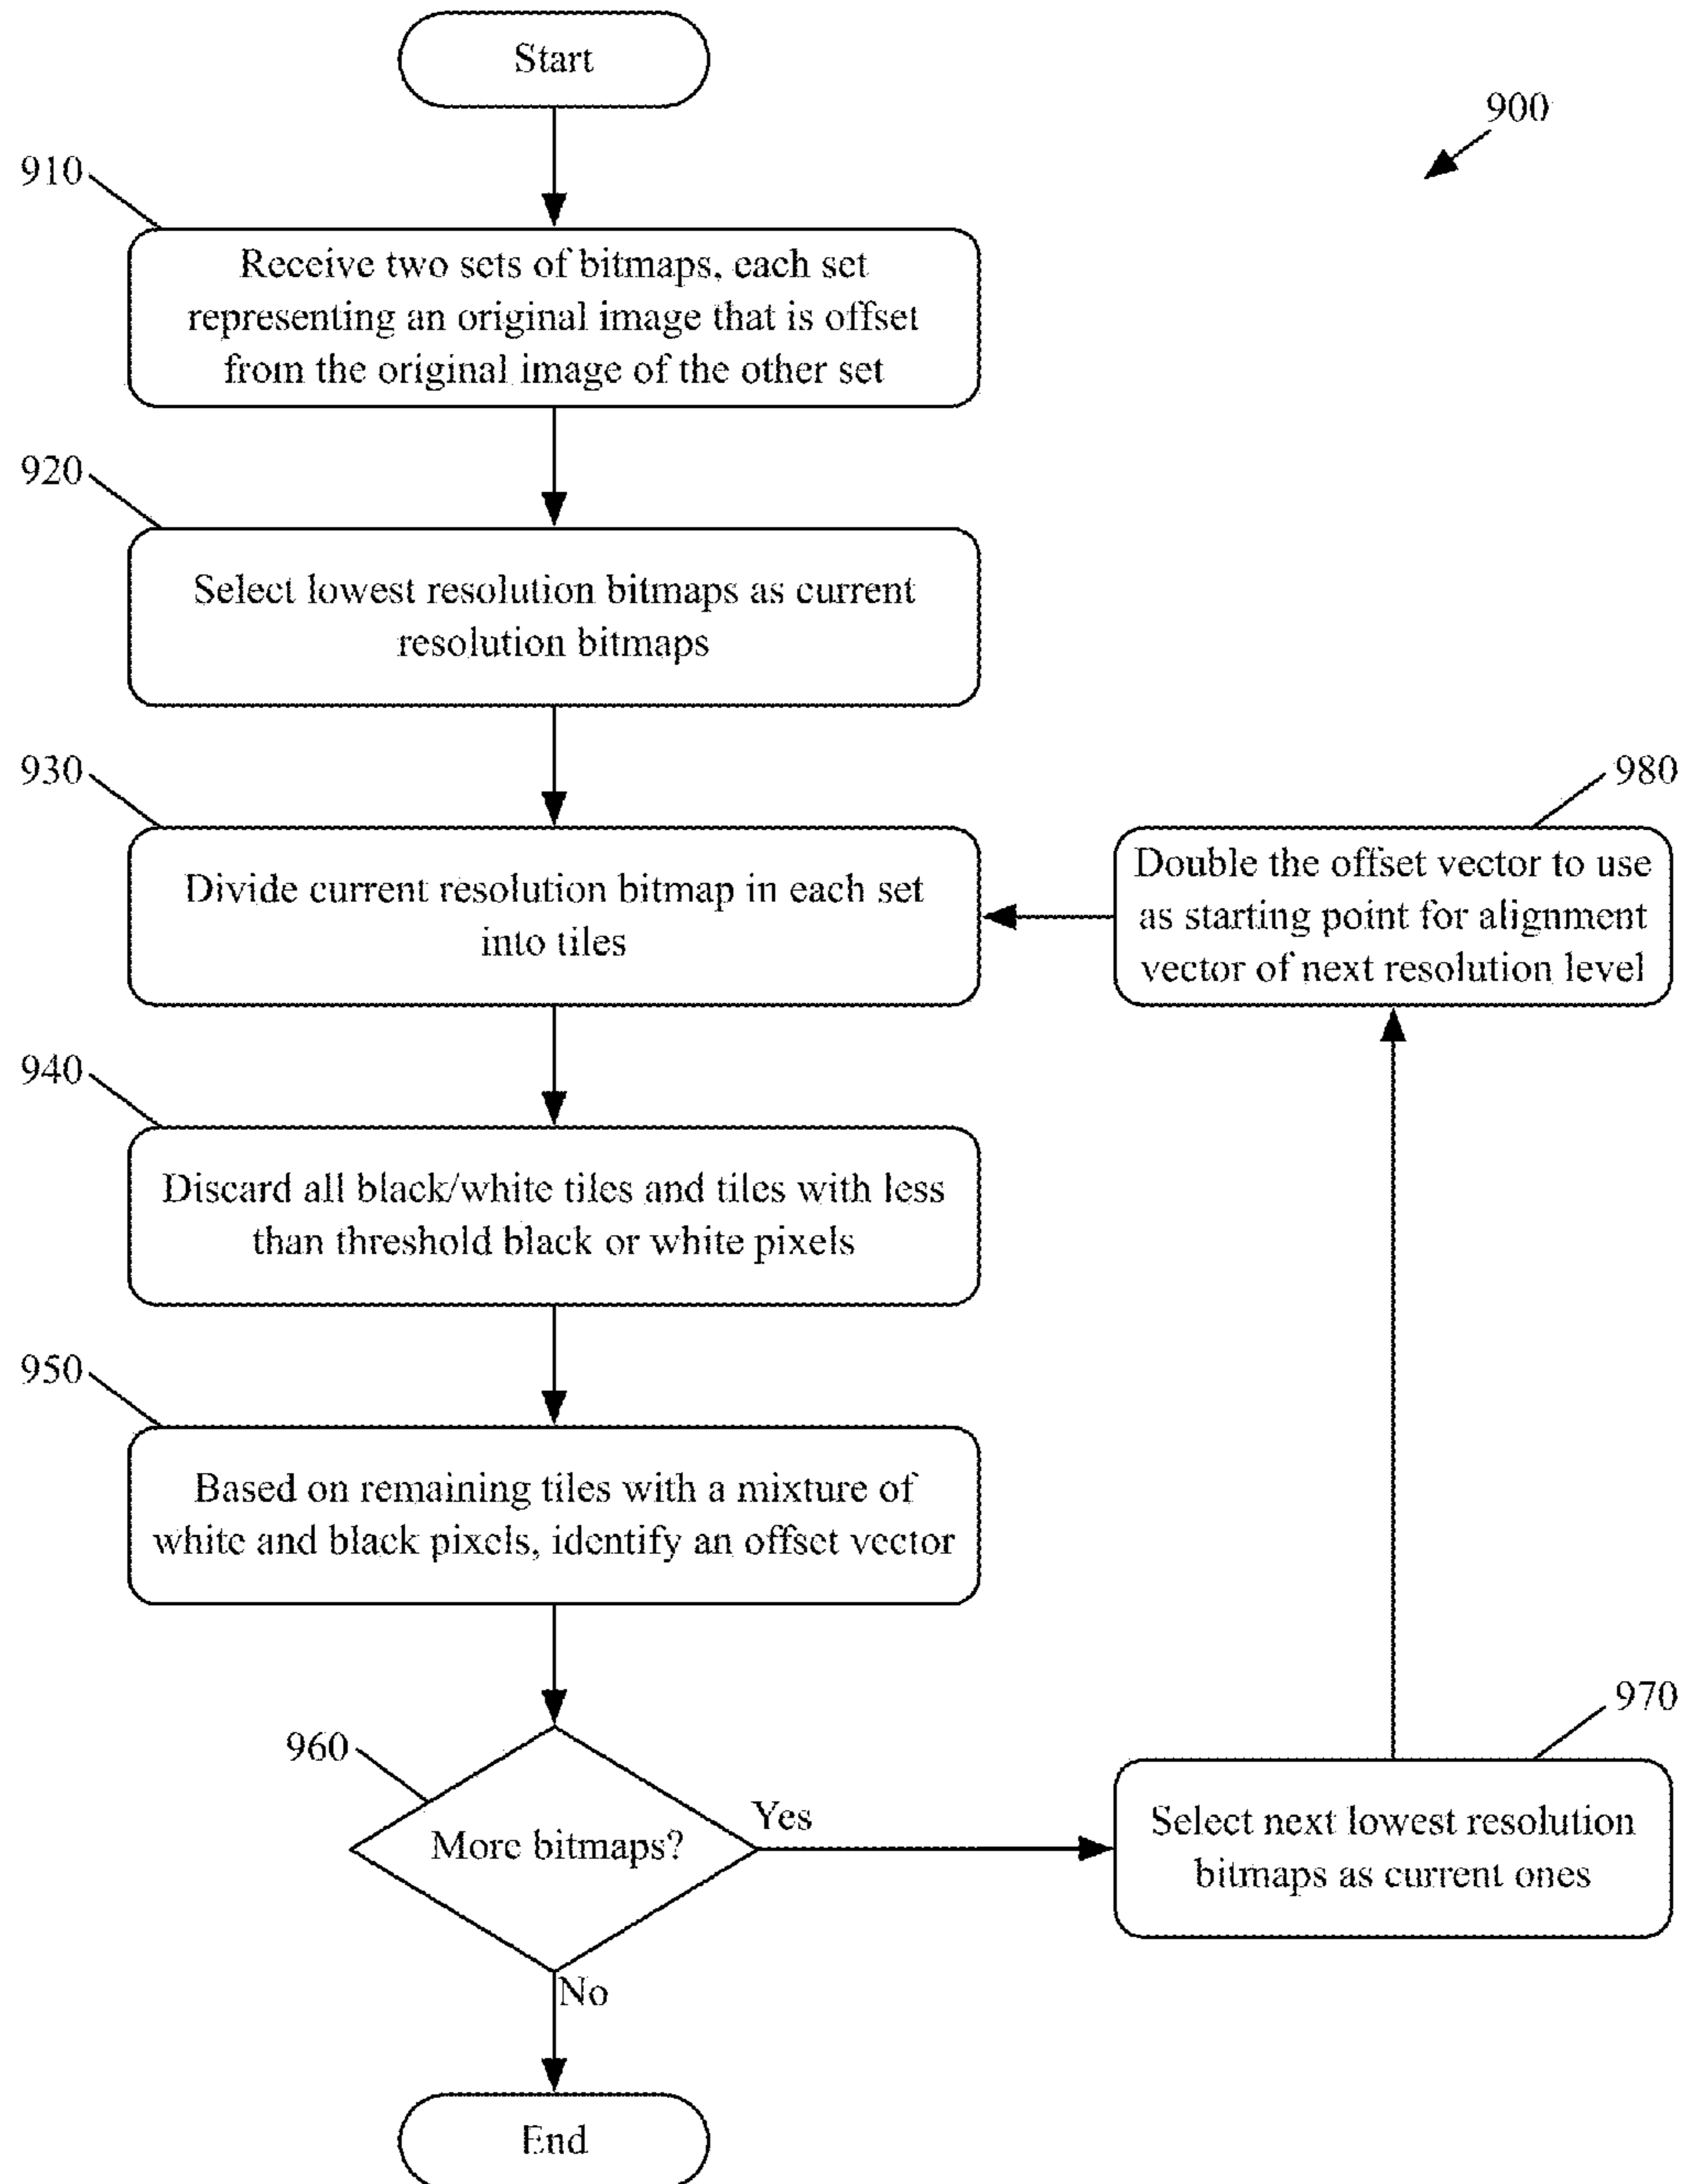 Start
900
910
Receive two sets of bitmaps, each set
representing an original image that is offset
from the original image of the other set
920
Select lowest resolution bitmaps as current
resolution bitmaps
930
Divide current resolution bitmap in each set
into tiles
980
Double the offset vector to use
as starting point for alignment
vector of next resolution level
940
Discard all black/white tiles and tiles with less
than threshold black or white pixels
950
Based on remaining tiles with a mixture of
white and black pixels, identify an offset vector
960
More bitmaps?
Yes
970
Select next lowest resolution
bitmaps as current ones
No
End